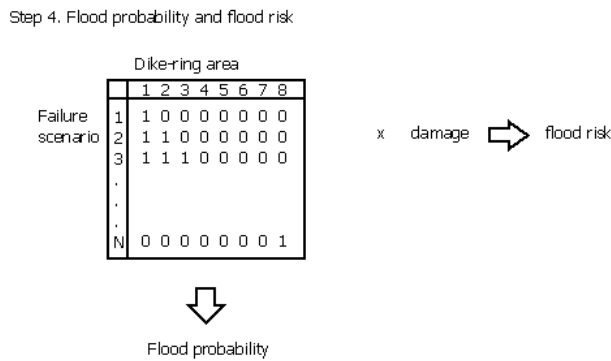 Step 4. Flood probability and flood risk
Dike-ring area
1 2 3 4 5 6 7 8
Failure scenario
1 1 0 0 0 0 0 0 0
2 1 1 0 0 0 0 0 0
3 1 1 1 0 0 0 0 0
.
.
.
N 0 0 0 0 0 0 0 1
x damage flood risk
Flood probability